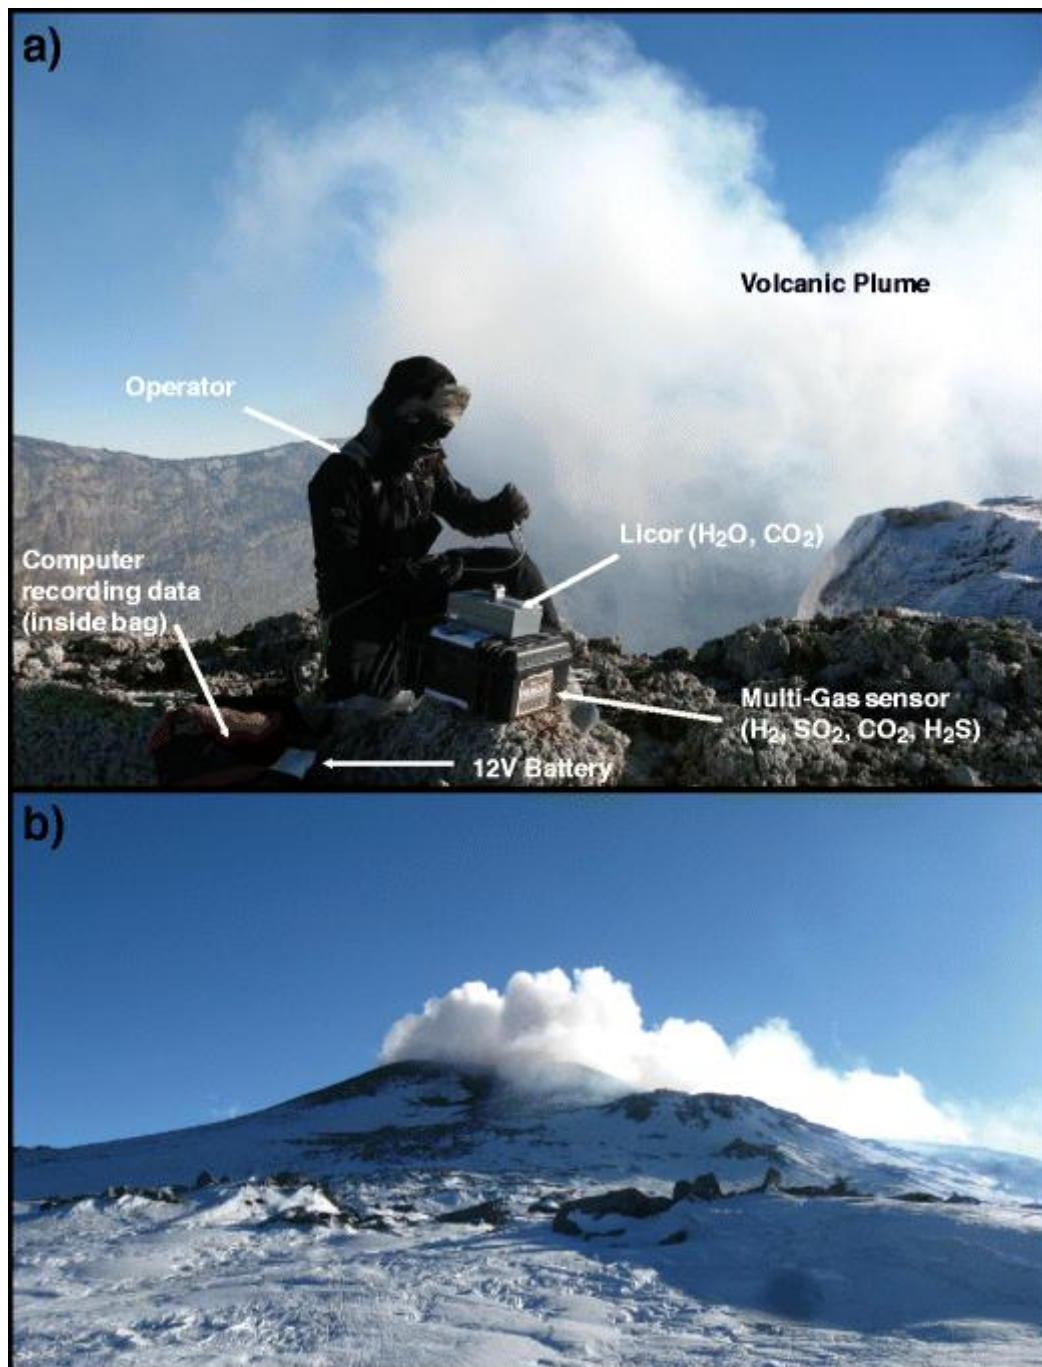 a)
Volcanic Plume
Operator
Licor (H₂O, CO₂)
Computer
recording data
(inside bag)
Multi-Gas sensor
(H₂, SO₂, CO₂, H₂S)
12V Battery
b)